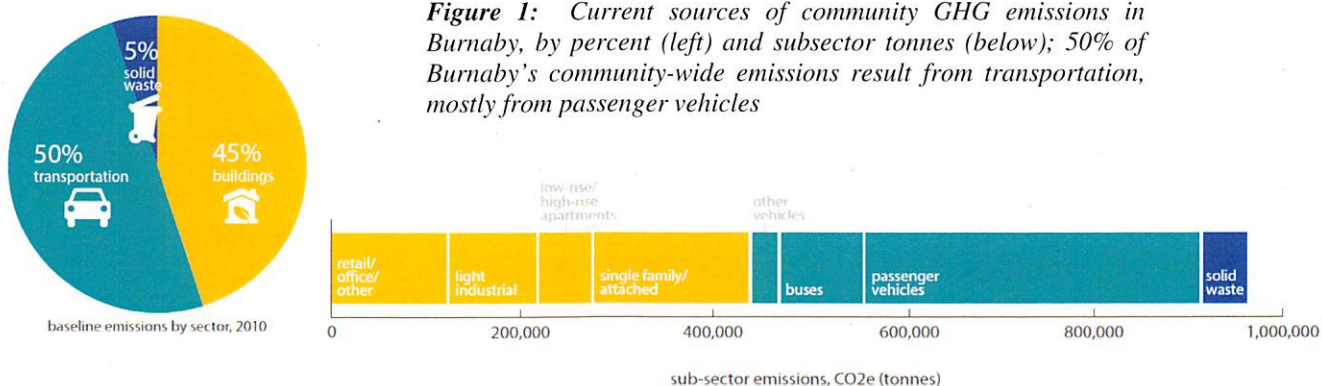 Figure 1: Current sources of community GHG emissions in
Burnaby, by percent (left) and subsector tonnes (below); 50% of
Burnaby's community-wide emissions result from transportation,
mostly from passenger vehicles
5%
solid
waste
50%
transportation
45%
buildings
baseline emissions by sector, 2010
low-rise/
high-rise
apartments
other
vehicles
retail/
office/
other
light
industrial
single family/
attached
buses
passenger
vehicles
solid
waste
0
200,000
400,000
600,000
800,000
1,000,000
sub-sector emissions, CO2e (tonnes)